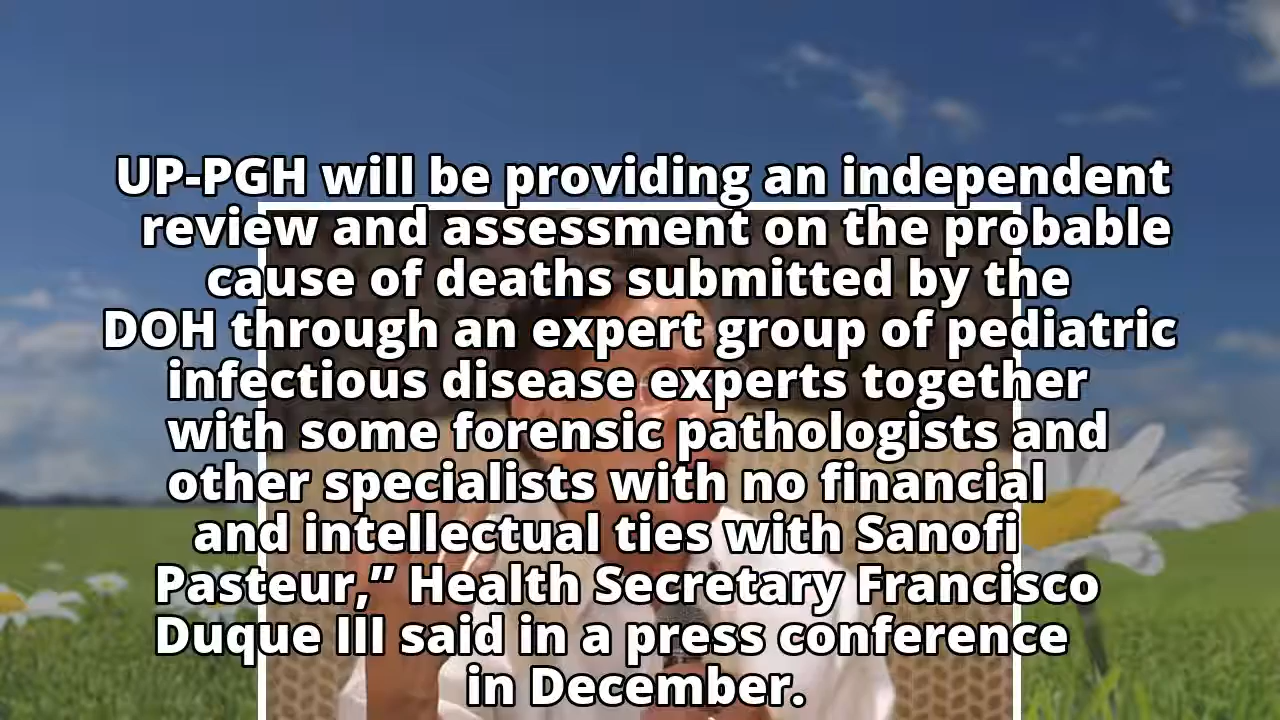 UP-PGH will be providing an independent
review and assessment on the probable
cause of deaths submitted by the
DOH through an expert group of pediatric
infectious disease experts together
with some forensic pathologists and
other specialists with no financial
and intellectual ties with Sanofi
Pasteur,” Health Secretary Francisco
Duque III said in a press conference
in December.